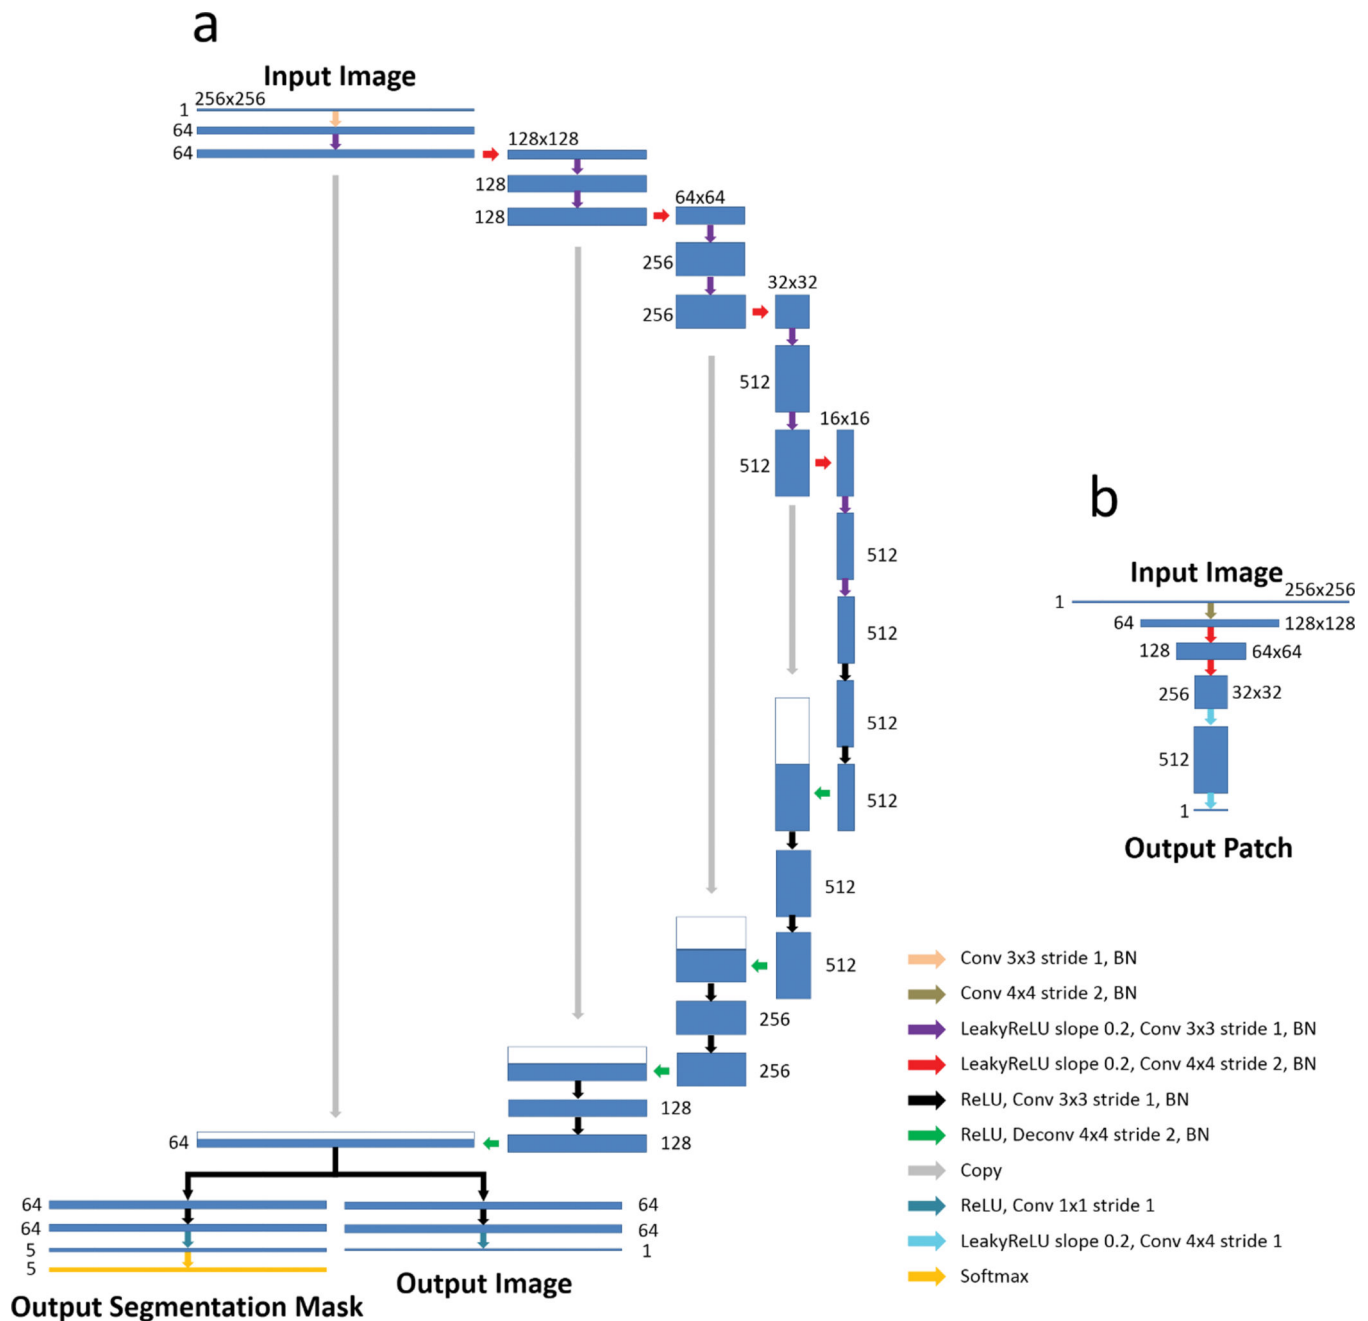 a
Input Image
256x256
1
64
64
128x128
128
128
64x64
256
256
32x32
512
512
16x16
512
512
512
512
512
512
256
256
128
128
64
64
64
5
5
Output Segmentation Mask
64
64
1
Output Image
b
Input Image
256x256
1
64
128x128
128
64x64
256
32x32
512
1
Output Patch
Conv 3x3 stride 1, BN
Conv 4x4 stride 2, BN
LeakyReLU slope 0.2, Conv 3x3 stride 1, BN
LeakyReLU slope 0.2, Conv 4x4 stride 2, BN
ReLU, Conv 3x3 stride 1, BN
ReLU, Deconv 4x4 stride 2, BN
Copy
ReLU, Conv 1x1 stride 1
LeakyReLU slope 0.2, Conv 4x4 stride 1
Softmax